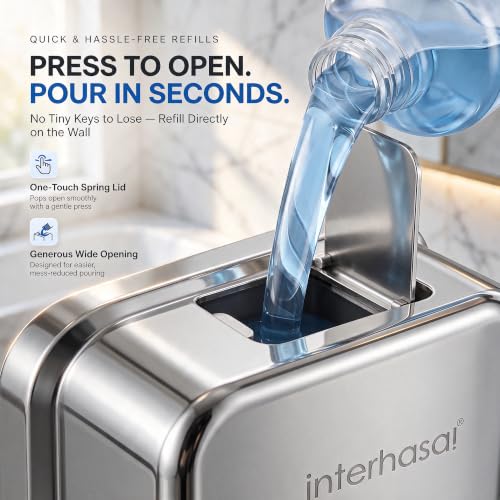 QUICK & HASSLE-FREE REFILLS
PRESS TO OPEN.
POUR IN SECONDS.
No Tiny Keys to Lose — Refill Directly
on the Wall
One-Touch Spring Lid
Pops open smoothly
with a gentle press
Generous Wide Opening
Designed for easier,
mess-reduced pouring
interhasa!®